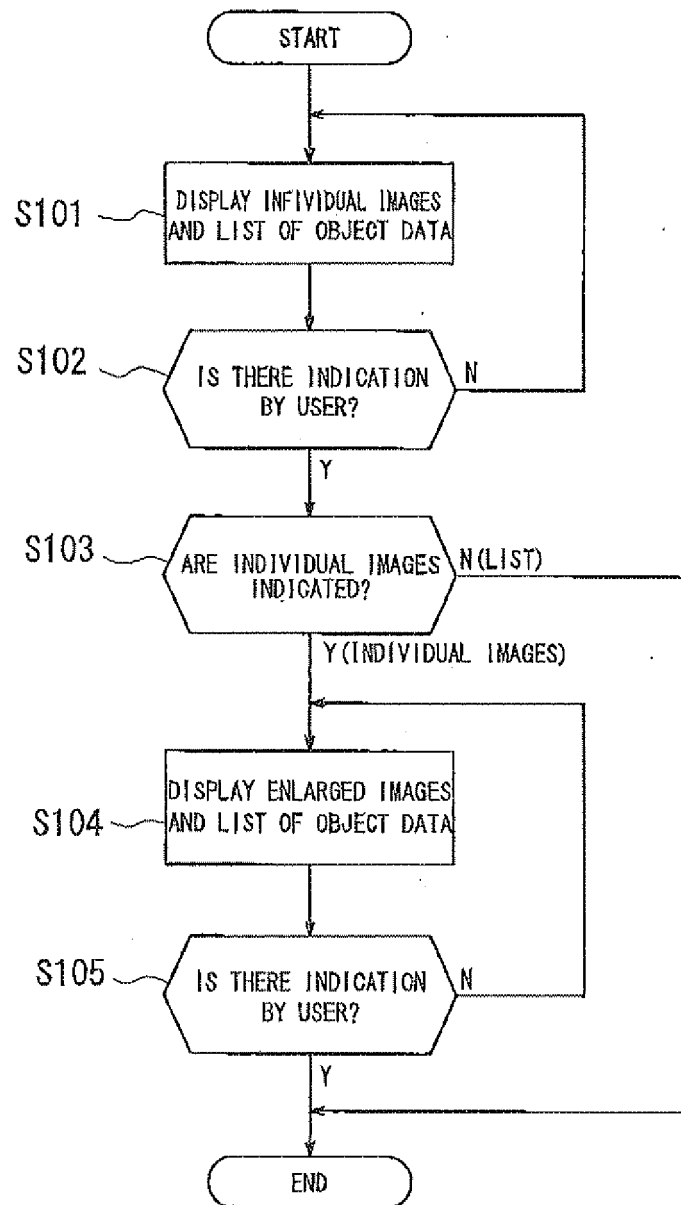 START
S101
DISPLAY INFIVIDUAL IMAGES
AND LIST OF OBJECT DATA
S102
IS THERE INDICATION
BY USER?
N
Y
S103
ARE INDIVIDUAL IMAGES
INDICATED?
N(LIST)
Y(INDIVIDUAL IMAGES)
S104
DISPLAY ENLARGED IMAGES
AND LIST OF OBJECT DATA
S105
IS THERE INDICATION
BY USER?
N
Y
END